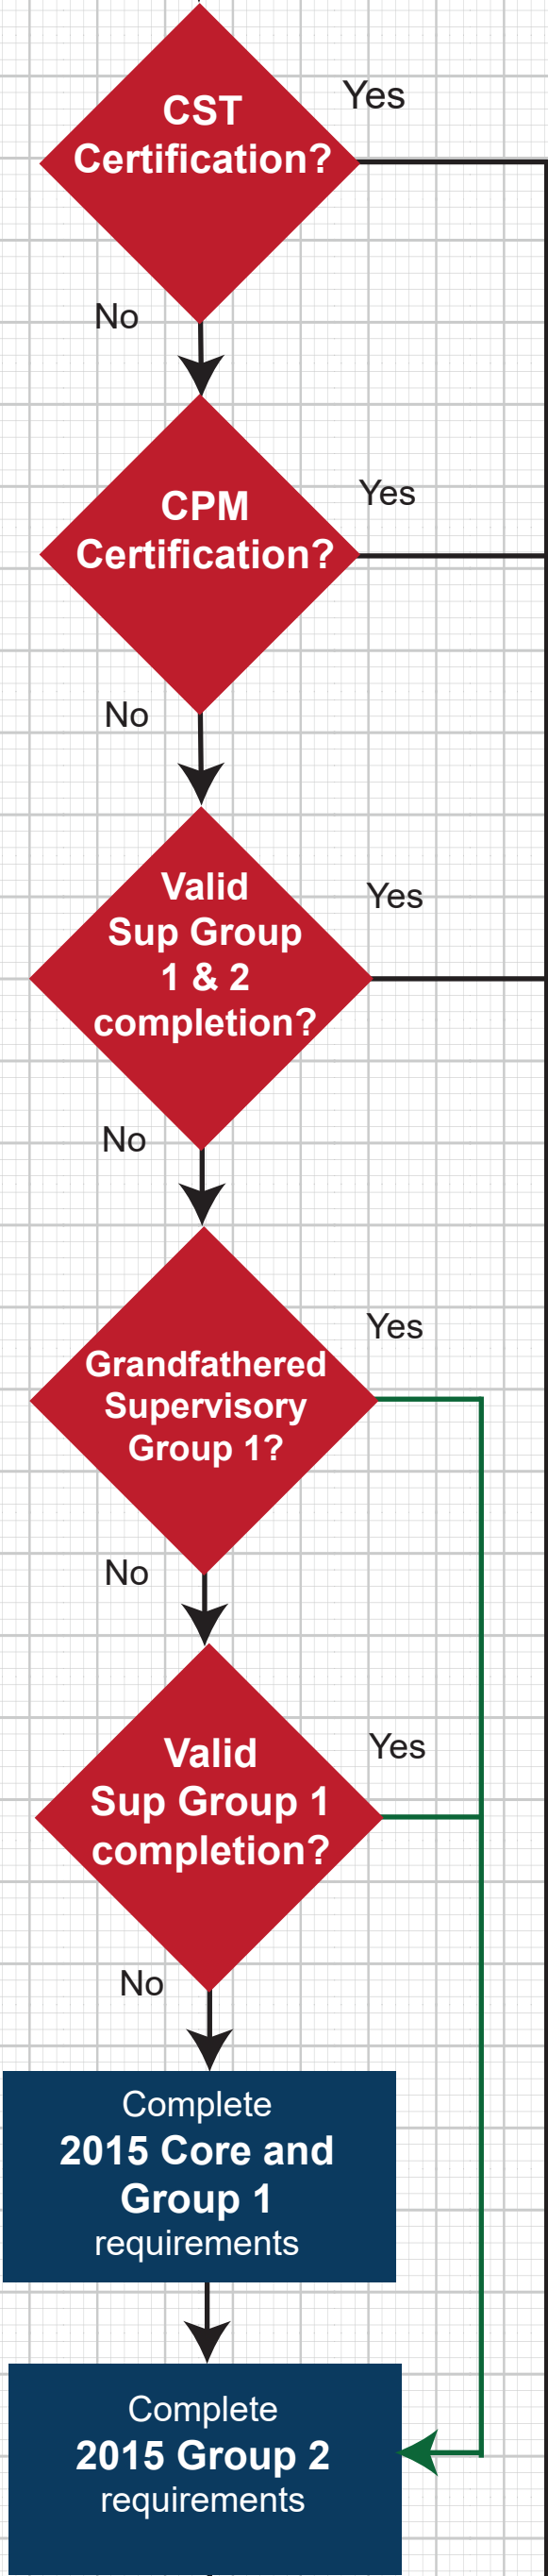 CST
Certification?
Yes
No
CPM
Certification?
Yes
No
Valid
Sup Group
1 & 2
completion?
Yes
No
Grandfathered
Supervisory
Group 1?
Yes
No
Valid
Sup Group 1
completion?
Yes
No
Complete
2015 Core and
Group 1
requirements
Complete
2015 Group 2
requirements